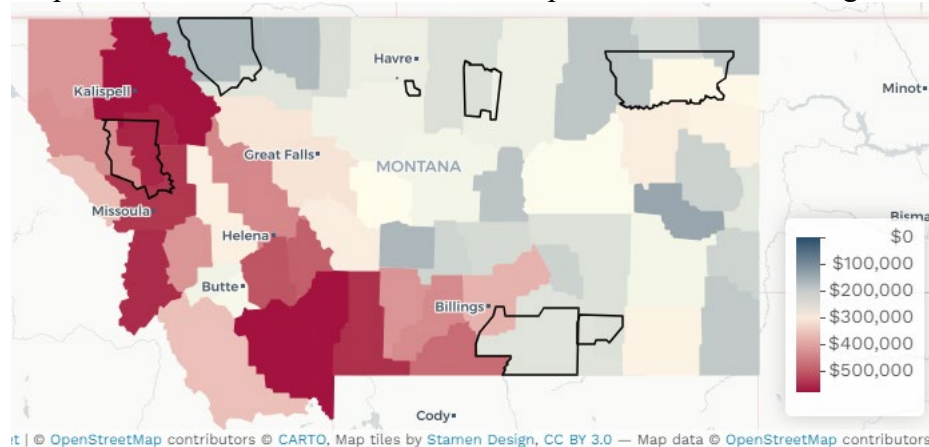 Havre
Kalispell
Minot
Great Falls
MONTANA
Missoula
Bisma
Helena
$0
$100,000
$200,000
$300,000
$400,000
$500,000
Butte
Billings
Cody
t | © OpenStreetMap contributors © CARTO, Map tiles by Stamen Design, CC BY 3.0 — Map data © OpenStreetMap contributors